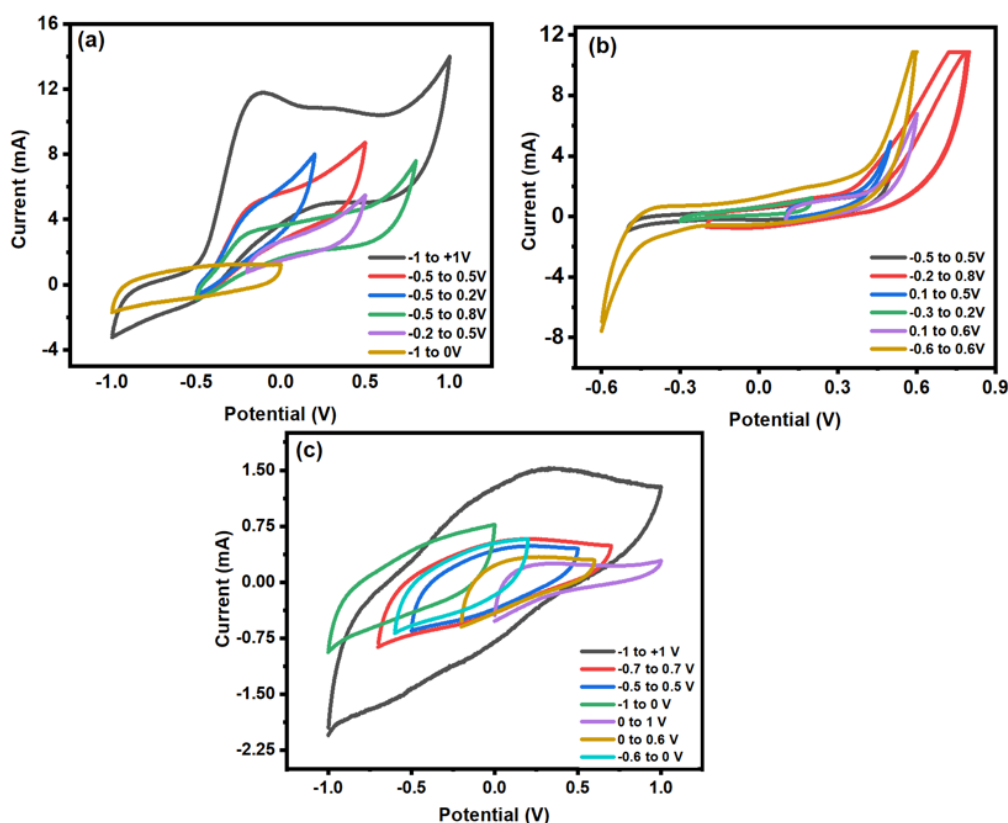 (a)
16
12
8
4
0
-4
Current (mA)
-1.0 -0.5 0.0 0.5 1.0
Potential (V)
-1 to +1V
-0.5 to 0.5V
-0.5 to 0.2V
-0.5 to 0.8V
-0.2 to 0.5V
-1 to 0V
(b)
12
8
4
0
-4
-8
Current (mA)
-0.6 -0.3 0.0 0.3 0.6 0.9
Potential (V)
-0.5 to 0.5V
-0.2 to 0.8V
0.1 to 0.5V
-0.3 to 0.2V
0.1 to 0.6V
-0.6 to 0.6V
(c)
1.50
0.75
0.00
-0.75
-1.50
-2.25
Current (mA)
-1.0 -0.5 0.0 0.5 1.0
Potential (V)
-1 to +1 V
-0.7 to 0.7 V
-0.5 to 0.5 V
-1 to 0 V
0 to 1 V
0 to 0.6 V
-0.6 to 0 V